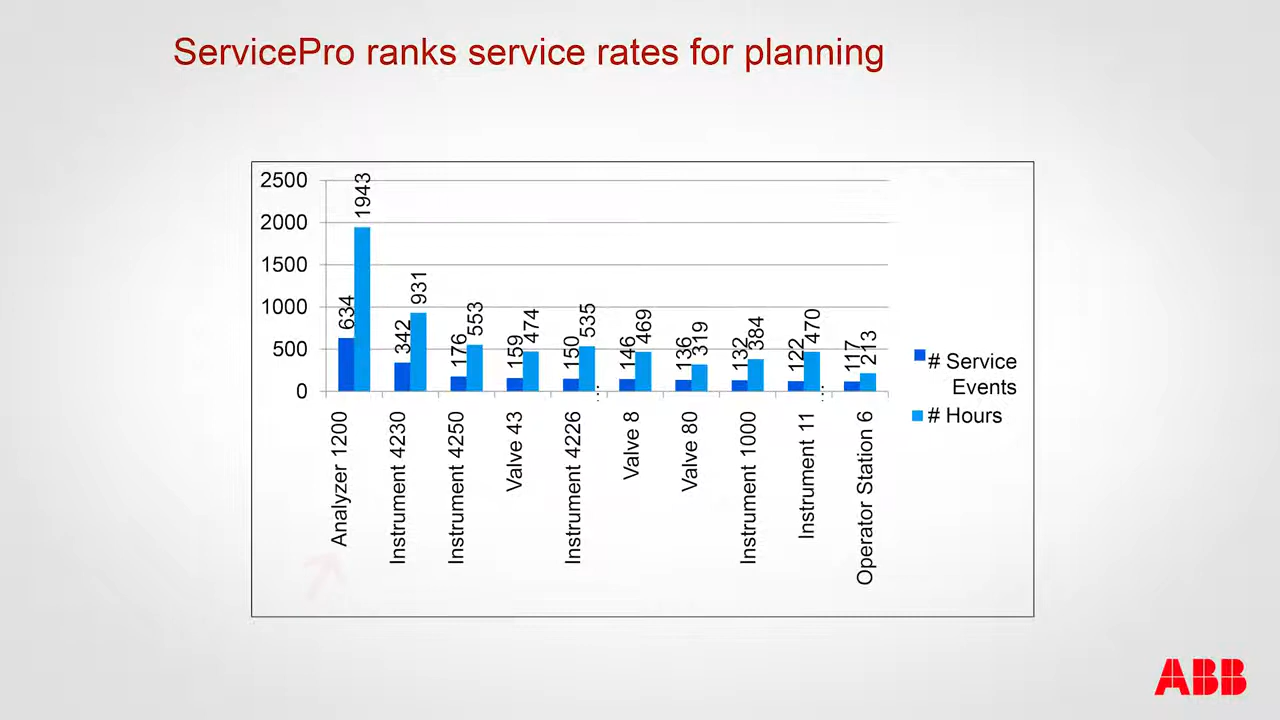 ServicePro ranks service rates for planning
2500
2000
1500
1000
500
0
634
1943
342
931
176
553
159
474
150
535
146
469
136
319
132
384
122
470
117
213
Analyzer 1200
Instrument 4230
Instrument 4250
Valve 43
Instrument 4226
Valve 8
Valve 80
Instrument 1000
Instrument 11
Operator Station 6
# Service
Events
# Hours
ABB